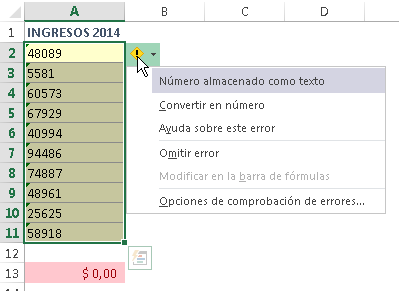 A B C D
1 INGRESOS 2014
2 48089
3 5581 Número almacenado como texto
4 60573 Convertir en número
5 67929 Ayuda sobre este error
6 40994
7 94486 Omitir error
8 74887 Modificar en la barra de fórmulas
9 48961 Opciones de comprobación de errores...
10 25625
11 58918
12
13 $ 0,00